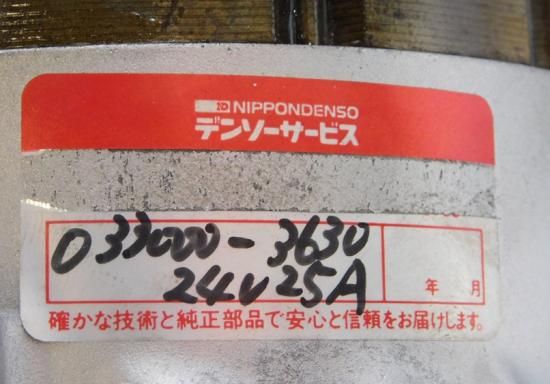 NIPPONDENSO
デンソーサービス
033000-3630
24V25A
年 月
確かな技術と純正部品で安心と信頼をお届けします。